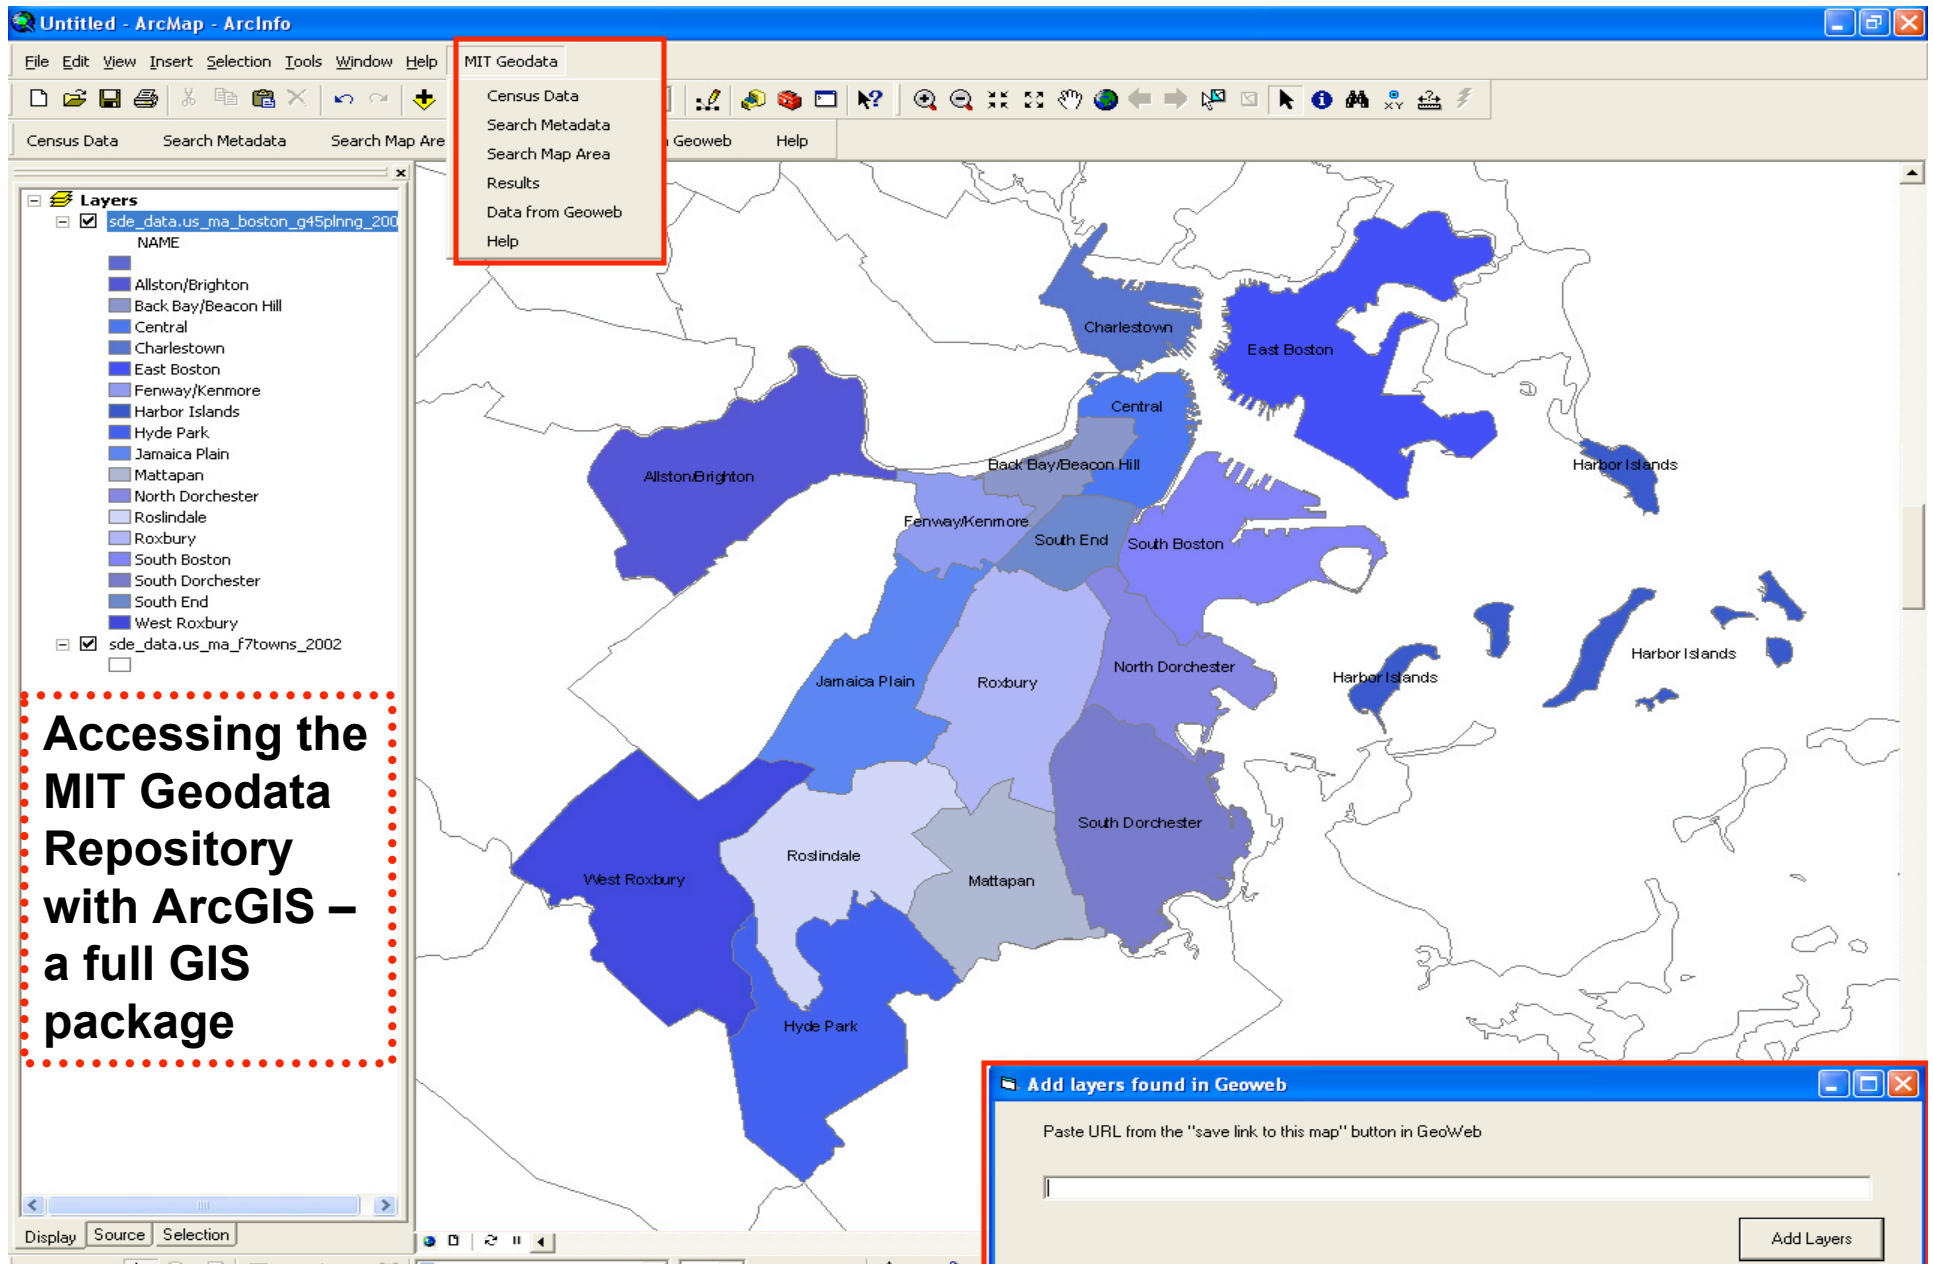 Untitled - ArcMap - ArcInfo
File Edit View Insert Selection Tools Window Help MIT Geodata
Census Data
Search Metadata
Search Map Area
Results
Data from Geoweb
Help
Census Data Search Metadata Search Map Are Geoweb Help
Layers
sde_data.us_ma_boston_g45plnng_200
NAME
Allston/Brighton
Back Bay/Beacon Hill
Central
Charlestown
East Boston
Fenway/Kenmore
Harbor Islands
Hyde Park
Jamaica Plain
Mattapan
North Dorchester
Roslindale
Roxbury
South Boston
South Dorchester
South End
West Roxbury
sde_data.us_ma_f7towns_2002
Accessing the
MIT Geodata
Repository
with ArcGIS –
a full GIS
package
Display Source Selection
Charlestown
East Boston
Central
Back Bay/Beacon Hill
Harbor Islands
Allston/Brighton
Fenway/Kenmore
South End
South Boston
Harbor Islands
North Dorchester
Harbor Islands
Jamaica Plain
Roxbury
South Dorchester
Roslindale
West Roxbury
Mattapan
Hyde Park
Add layers found in Geoweb
Paste URL from the "save link to this map" button in GeoWeb
Add Layers